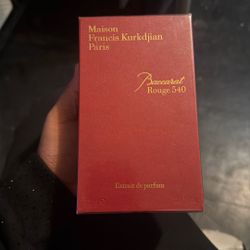 Maison
Francis Kurkdjian
Paris
Baccarat
Rouge 540
Extrait de parfum